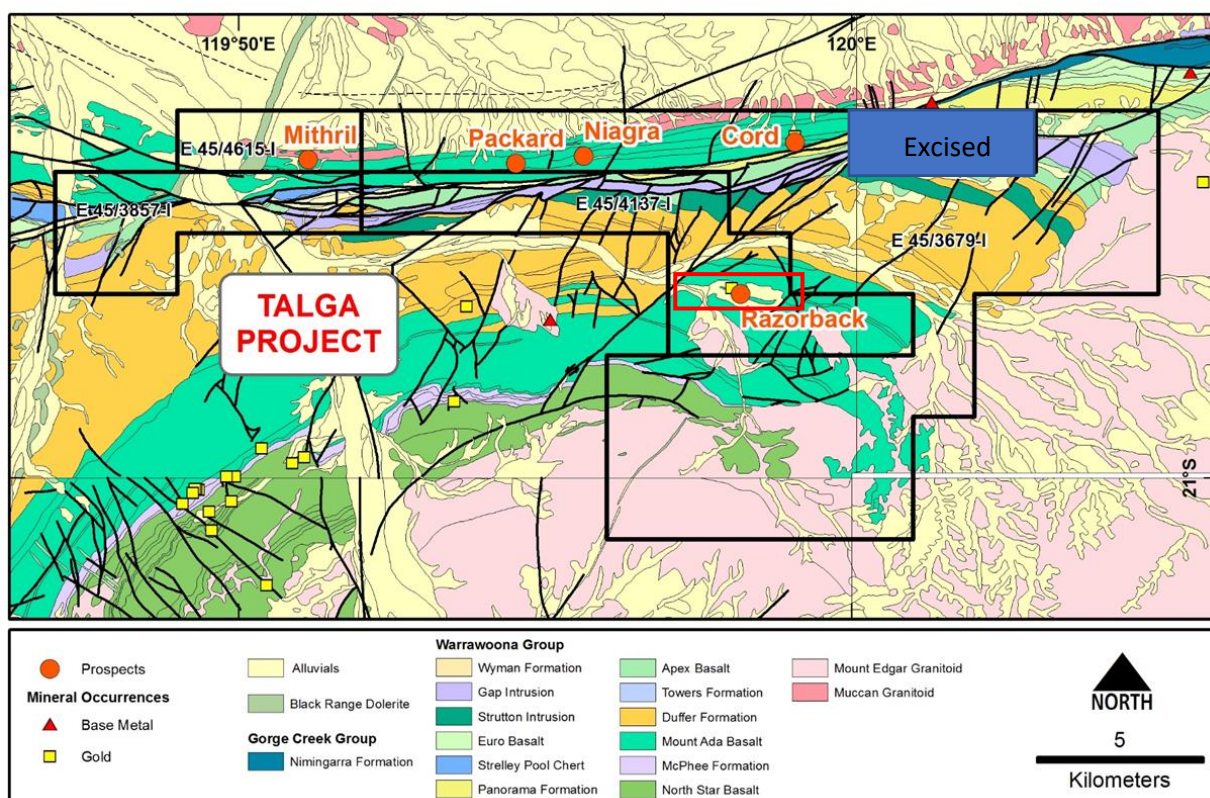 119°50'E
120°E
Mithril
Packard
Niagra
Cord
Excised
E 45/4615-I
E 45/3857-I
E 45/4137-I
E 45/3679-I
TALGA
PROJECT
Razorback
21°S
Prospects
Mineral Occurrences
Base Metal
Gold
Alluvials
Black Range Dolerite
Gorge Creek Group
Nimingarra Formation
Warrawoona Group
Wyman Formation
Gap Intrusion
Strutton Intrusion
Euro Basalt
Strelley Pool Chert
Panorama Formation
Apex Basalt
Towers Formation
Duffer Formation
Mount Ada Basalt
McPhee Formation
North Star Basalt
Mount Edgar Granitoid
Muccan Granitoid
NORTH
5
Kilometers